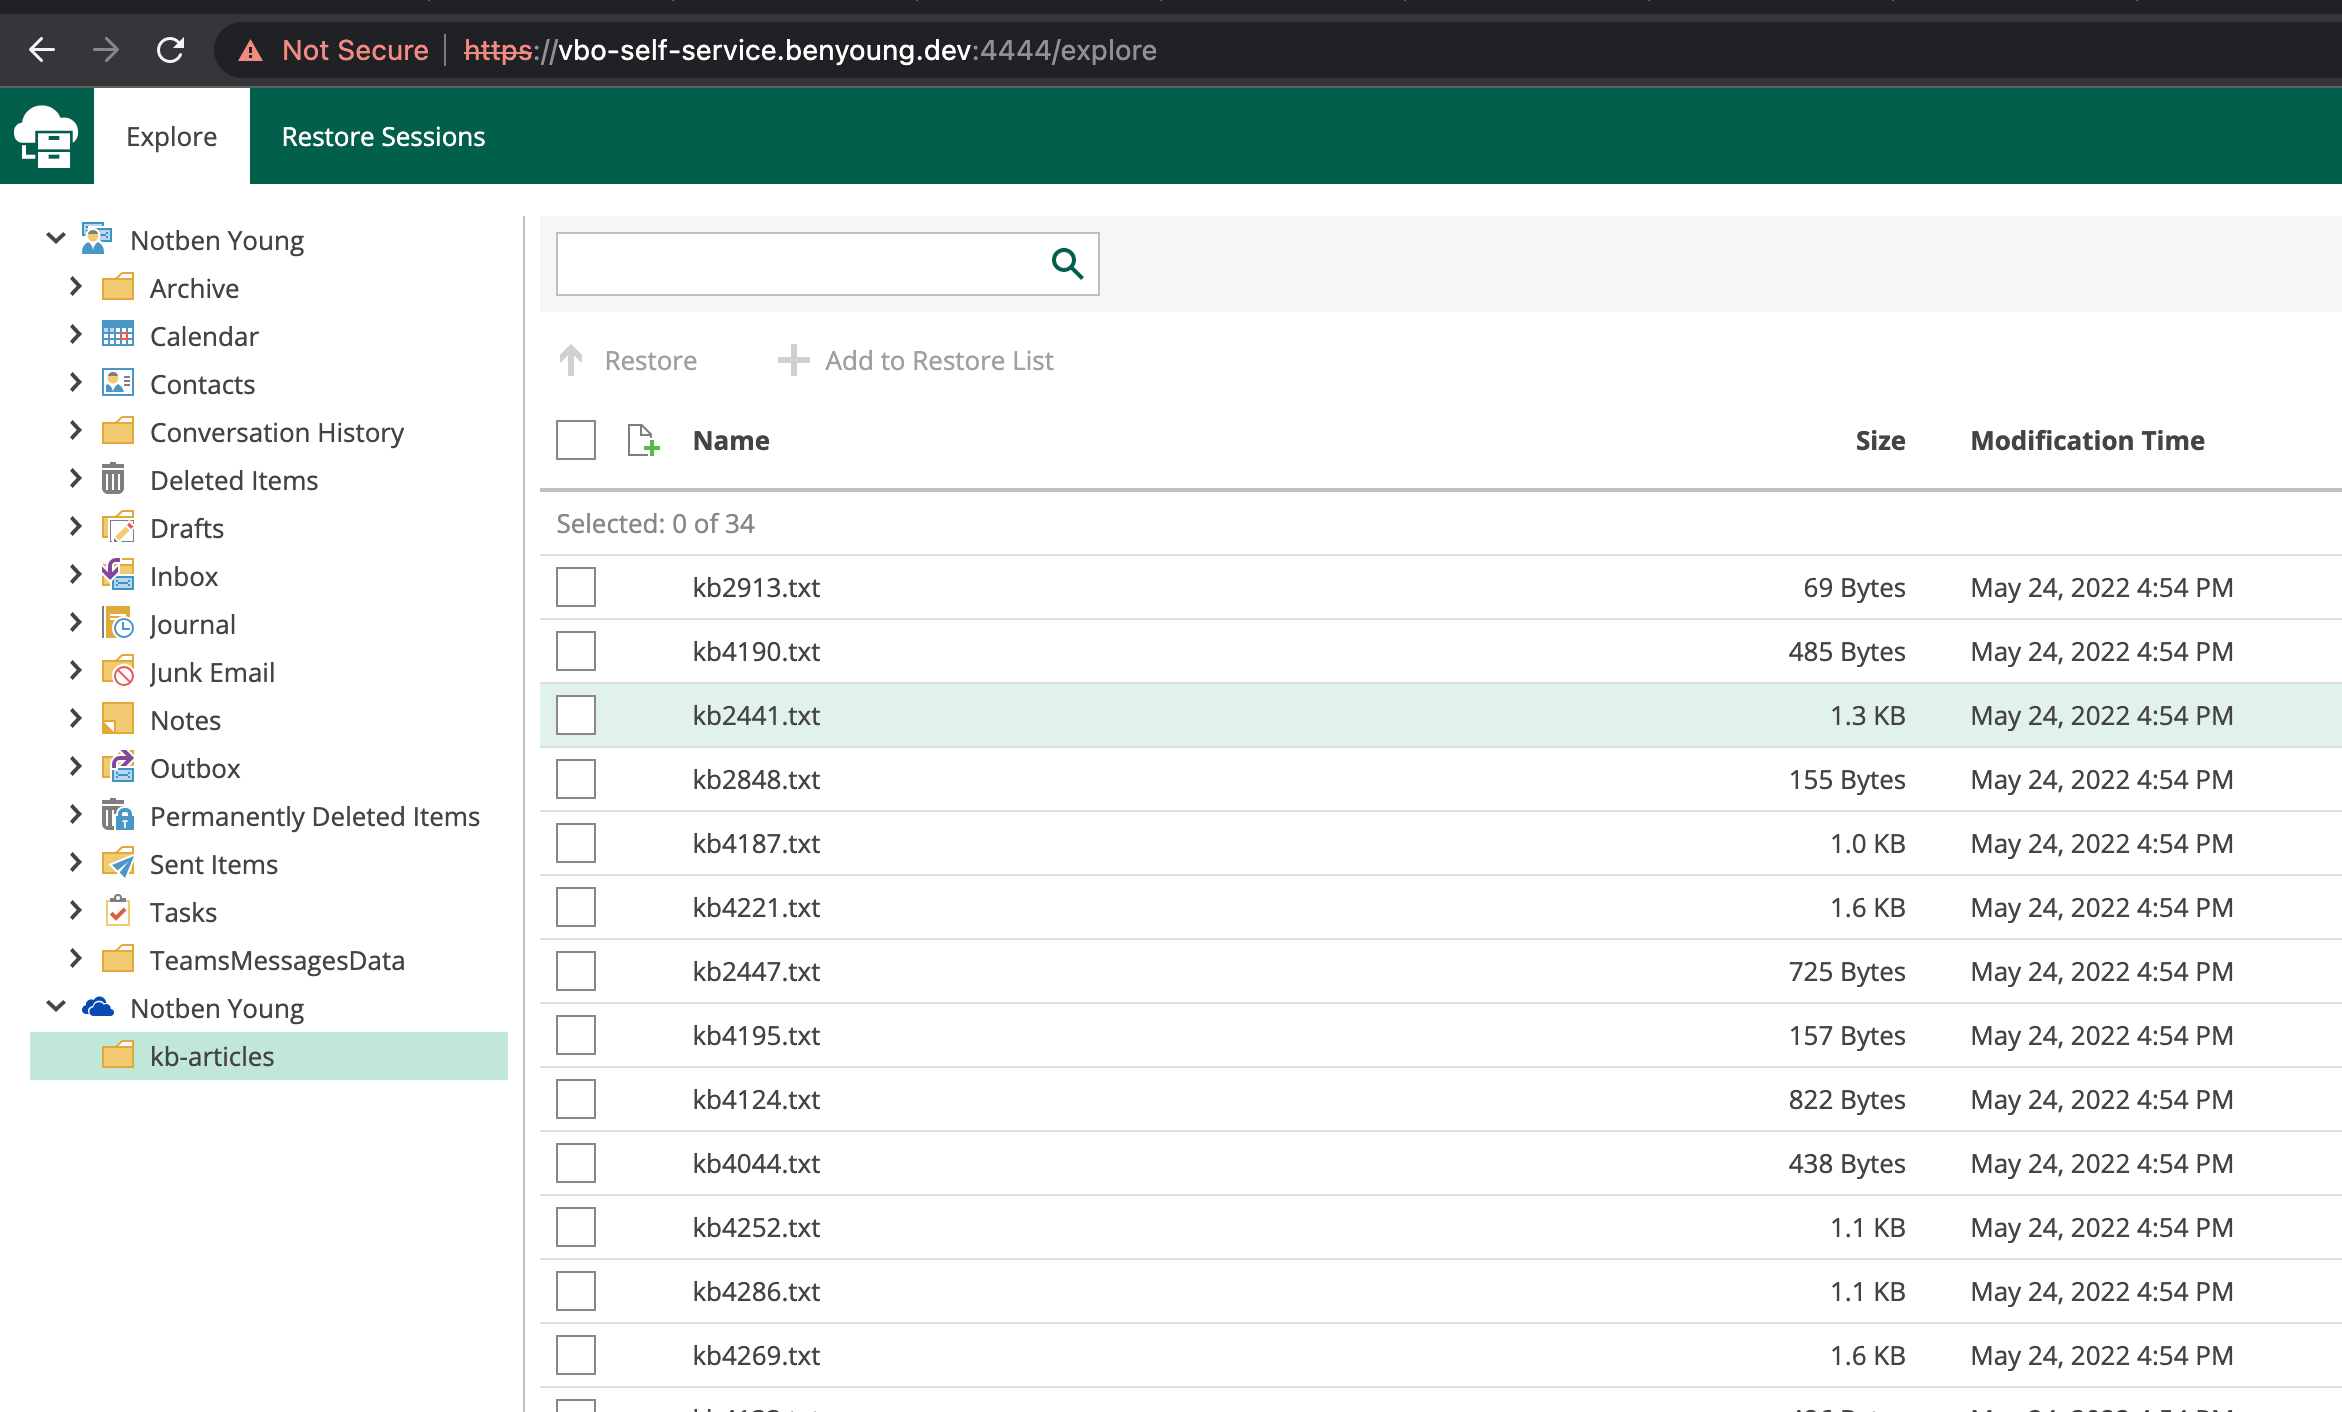 Not Secure https://vbo-self-service.benyoung.dev:4444/explore
Explore Restore Sessions
Notben Young
Archive
Calendar
Contacts
Conversation History
Deleted Items
Drafts
Inbox
Journal
Junk Email
Notes
Outbox
Permanently Deleted Items
Sent Items
Tasks
TeamsMessagesData
Notben Young
kb-articles
Restore Add to Restore List
Name Size Modification Time
Selected: 0 of 34
kb2913.txt 69 Bytes May 24, 2022 4:54 PM
kb4190.txt 485 Bytes May 24, 2022 4:54 PM
kb2441.txt 1.3 KB May 24, 2022 4:54 PM
kb2848.txt 155 Bytes May 24, 2022 4:54 PM
kb4187.txt 1.0 KB May 24, 2022 4:54 PM
kb4221.txt 1.6 KB May 24, 2022 4:54 PM
kb2447.txt 725 Bytes May 24, 2022 4:54 PM
kb4195.txt 157 Bytes May 24, 2022 4:54 PM
kb4124.txt 822 Bytes May 24, 2022 4:54 PM
kb4044.txt 438 Bytes May 24, 2022 4:54 PM
kb4252.txt 1.1 KB May 24, 2022 4:54 PM
kb4286.txt 1.1 KB May 24, 2022 4:54 PM
kb4269.txt 1.6 KB May 24, 2022 4:54 PM